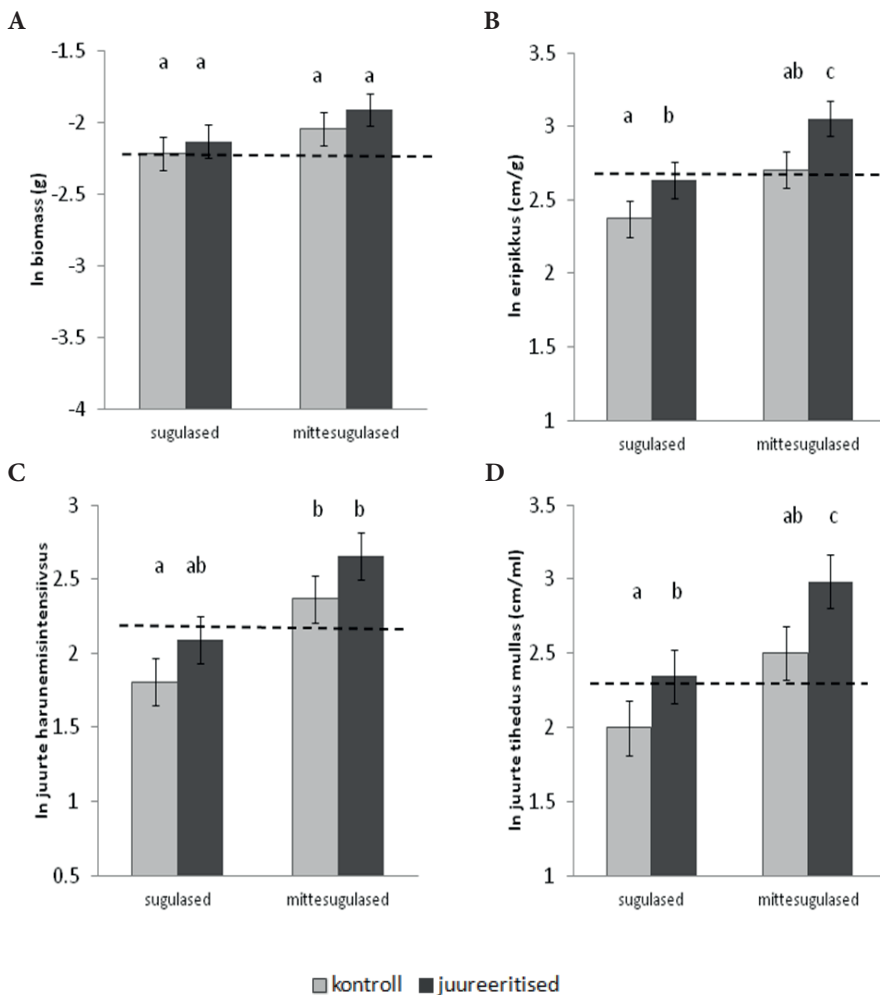 A
ln biomass (g)
-1.5
-2
-2.5
-3
-3.5
-4
a a a a
sugulased mittesugulased
B
ln eripikkus (cm/g)
3.5
3
2.5
2
1.5
1
a b ab c
sugulased mittesugulased
C
ln juurte harunemisintensiivsus
3
2.5
2
1.5
1
0.5
a ab b b
sugulased mittesugulased
D
ln juurte tihedus mullas (cm/ml)
3.5
3
2.5
2
1.5
1
a b ab c
sugulased mittesugulased
kontroll juureeritised